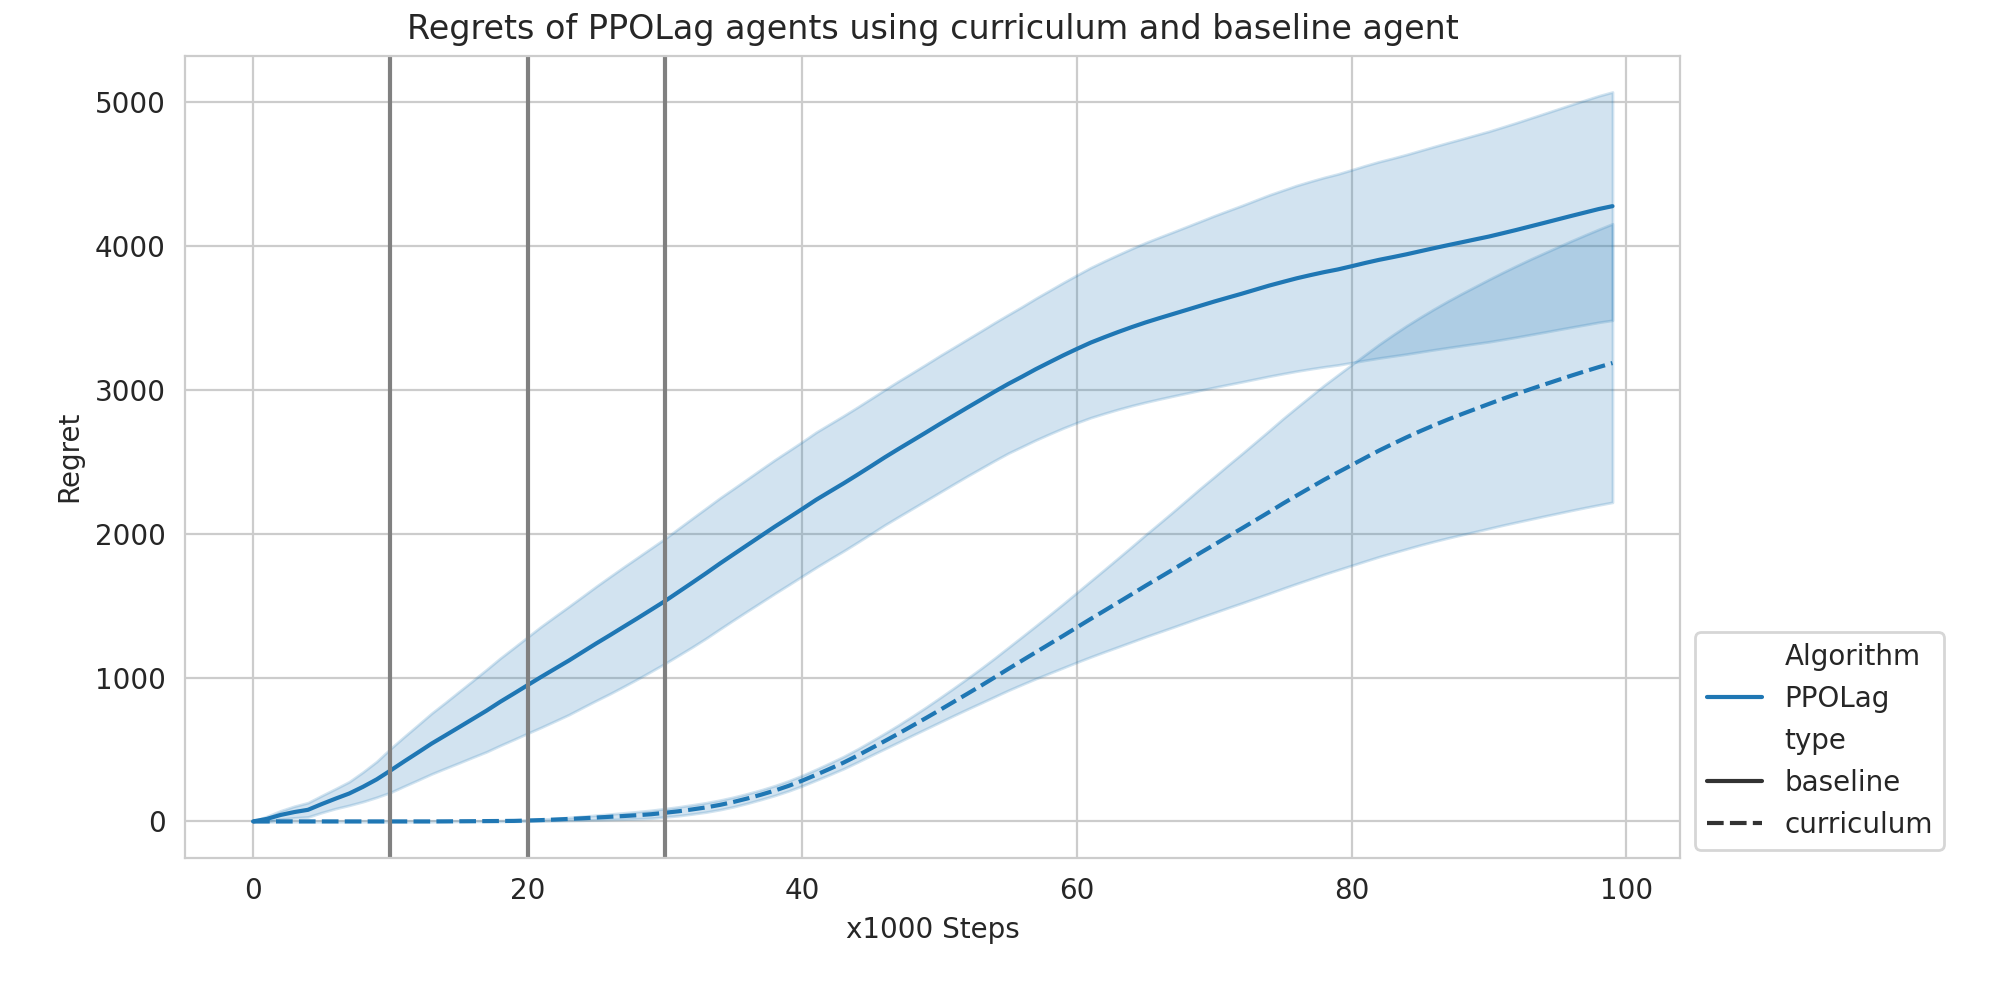 Regrets of PPOLag agents using curriculum and baseline agent
5000
4000
3000
2000
1000
0
Regret
0 20 40 60 80 100
x1000 Steps
Algorithm
PPOLag
type
baseline
curriculum